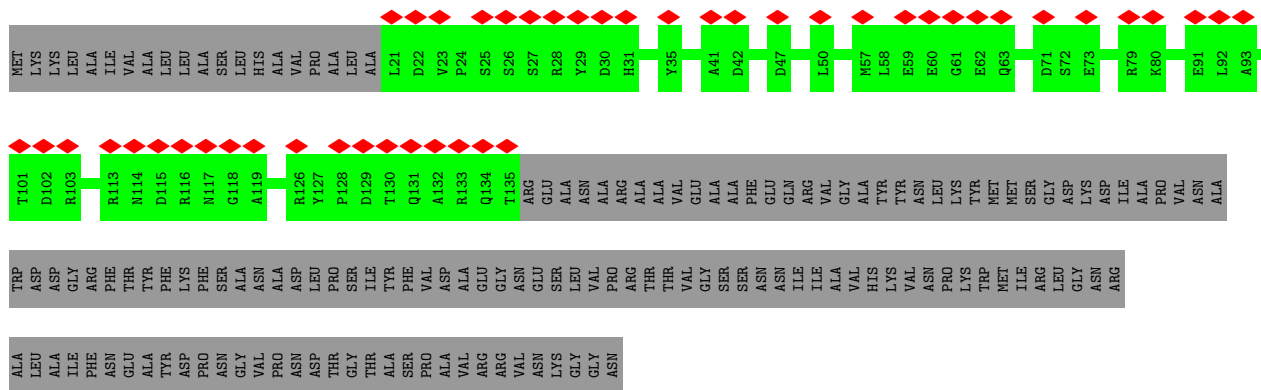 MET LYS LYS LEU ALA ILE VAL ALA LEU LEU ALA SER LEU HIS ALA VAL PRO ALA LEU ALA L21 D22 V23 P24 S25 S26 S27 R28 Y29 D30 H31 Y35 A41 D42 D47 L50 M57 L58 E59 E60 G61 E62 Q63 D71 S72 E73 R79 K80 E91 L92 A93
T101 D102 R103 R113 N114 D115 R116 N117 G118 A119 R126 Y127 P128 D129 T130 Q131 A132 R133 Q134 T135 ARG GLU ALA ASN ALA ARG ALA ALA VAL GLU ALA ALA PHE GLU GLN ARG VAL GLY ALA TYR TYR ASN LEU LYS TYR MET MET SER GLY ASP LYS ASP ILE ALA PRO VAL ASN ALA
TRP ASP ASP GLY ARG PHE THR TYR PHE LYS PHE SER ALA ASN ALA ASP LEU PRO SER ILE TYR PHE VAL ASP ALA GLU GLY ASN GLU SER LEU VAL PRO ARG THR THR VAL GLY SER SER ASN ASN ILE ILE ALA VAL HIS LYS VAL ASN PRO LYS TRP MET ILE ARG LEU GLY ASN ARG
ALA LEU ALA ILE PHE ASN GLU ALA TYR ASP PRO ASN GLY VAL PRO ASN ASP THR GLY THR ALA SER PRO ALA VAL ARG ARG VAL ASN LYS GLY GLY ASN